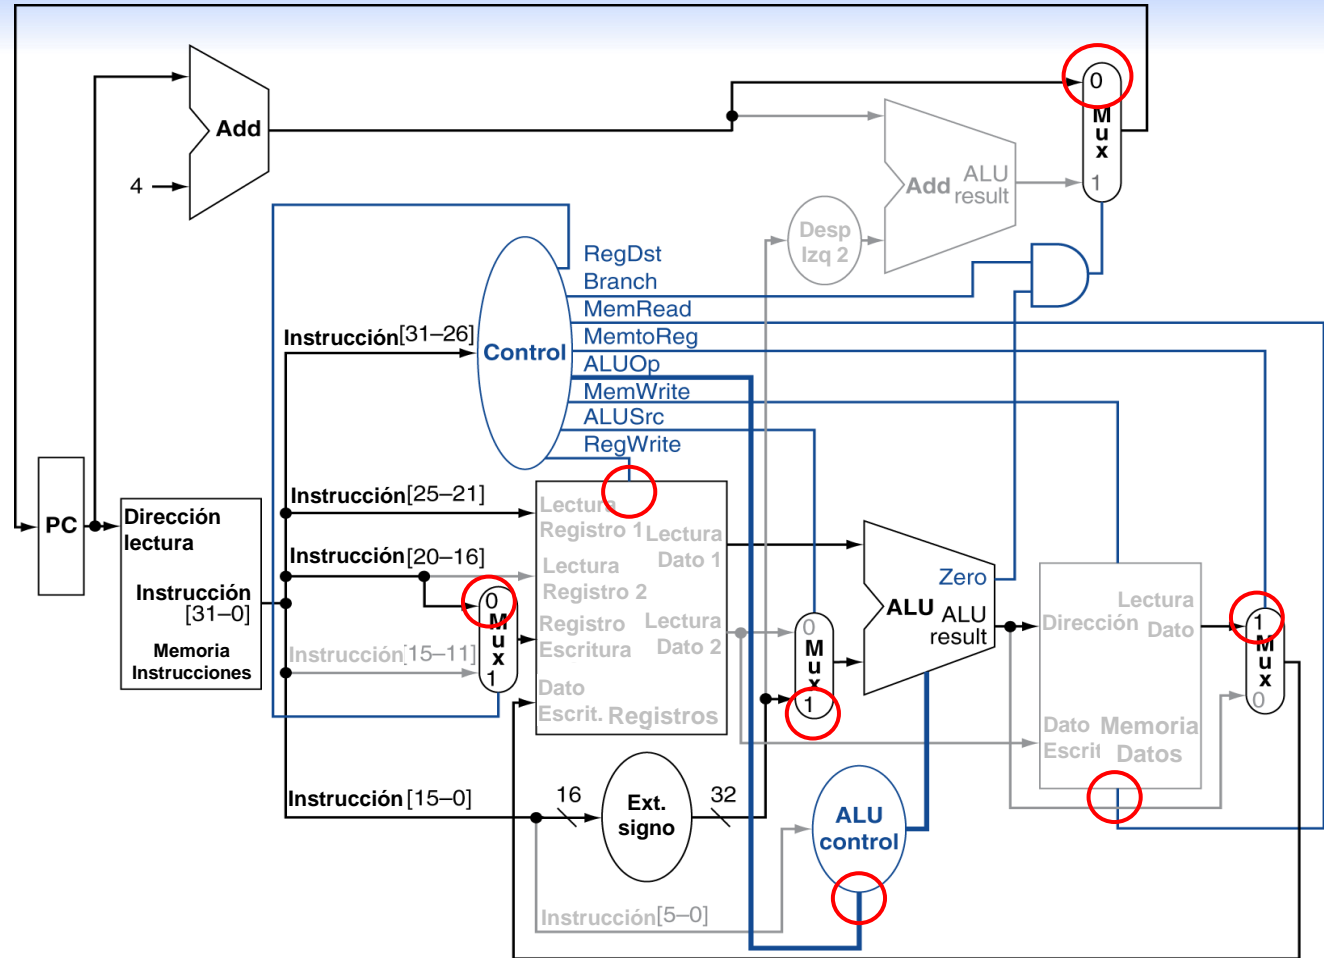 0
M
u
x
1
Add
4
Add
ALU
result
Desp
Izq 2
RegDst
Branch
MemRead
MemtoReg
ALUOp
MemWrite
ALUSrc
RegWrite
Control
Instrucción[31–26]
Instrucción[25–21]
Instrucción[20–16]
Instrucción[15–11]
Instrucción[15–0]
Instrucción[5–0]
PC
Dirección
lectura
Instrucción
[31–0]
Memoria
Instrucciones
0
M
u
x
1
Lectura
Registro 1
Lectura
Registro 2
Registro
Escritura
Dato
Escrit.
Registros
Lectura
Dato 1
Lectura
Dato 2
0
M
u
x
1
Zero
ALU
ALU
result
Dirección
Lectura
Dato
Dato
Escrit
Memoria
Datos
1
M
u
x
0
16
Ext.
signo
32
ALU
control